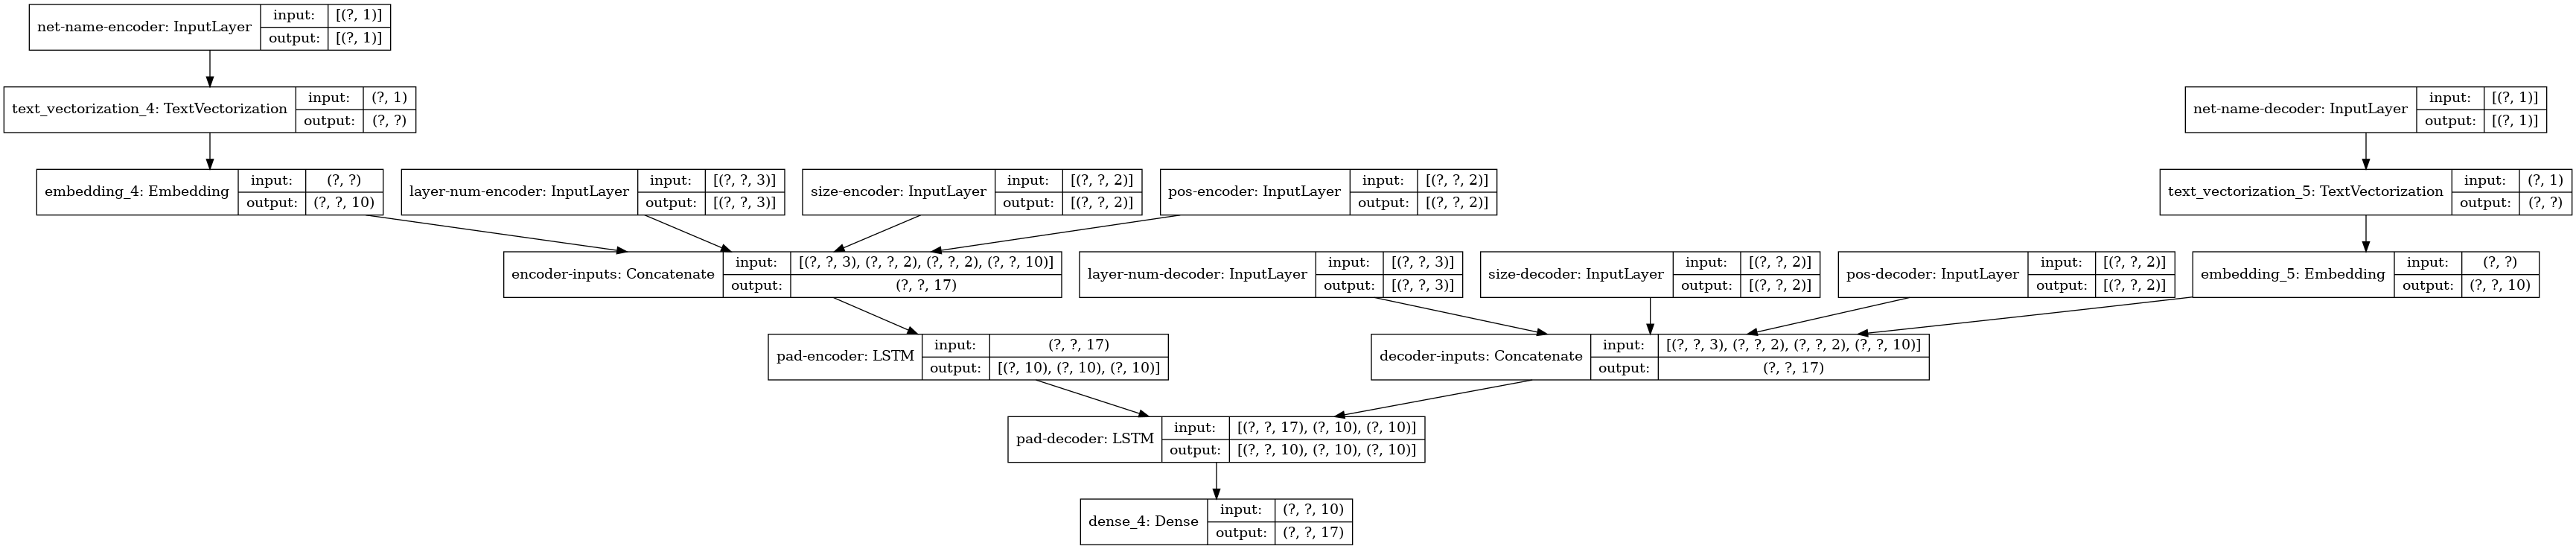 net-name-encoder: InputLayer
input:
[(?, 1)]
output:
[(?, 1)]
text_vectorization_4: TextVectorization
input:
(?, 1)
output:
(?, ?)
net-name-decoder: InputLayer
input:
[(?, 1)]
output:
[(?, 1)]
embedding_4: Embedding
input:
(?, ?)
output:
(?, ?, 10)
layer-num-encoder: InputLayer
input:
[(?, ?, 3)]
output:
[(?, ?, 3)]
size-encoder: InputLayer
input:
[(?, ?, 2)]
output:
[(?, ?, 2)]
pos-encoder: InputLayer
input:
[(?, ?, 2)]
output:
[(?, ?, 2)]
text_vectorization_5: TextVectorization
input:
(?, 1)
output:
(?, ?)
encoder-inputs: Concatenate
input:
[(?, ?, 3), (?, ?, 2), (?, ?, 2), (?, ?, 10)]
output:
(?, ?, 17)
layer-num-decoder: InputLayer
input:
[(?, ?, 3)]
output:
[(?, ?, 3)]
size-decoder: InputLayer
input:
[(?, ?, 2)]
output:
[(?, ?, 2)]
pos-decoder: InputLayer
input:
[(?, ?, 2)]
output:
[(?, ?, 2)]
embedding_5: Embedding
input:
(?, ?)
output:
(?, ?, 10)
pad-encoder: LSTM
input:
(?, ?, 17)
output:
[(?, 10), (?, 10), (?, 10)]
decoder-inputs: Concatenate
input:
[(?, ?, 3), (?, ?, 2), (?, ?, 2), (?, ?, 10)]
output:
(?, ?, 17)
pad-decoder: LSTM
input:
[(?, ?, 17), (?, 10), (?, 10)]
output:
[(?, ?, 10), (?, 10), (?, 10)]
dense_4: Dense
input:
(?, ?, 10)
output:
(?, ?, 17)